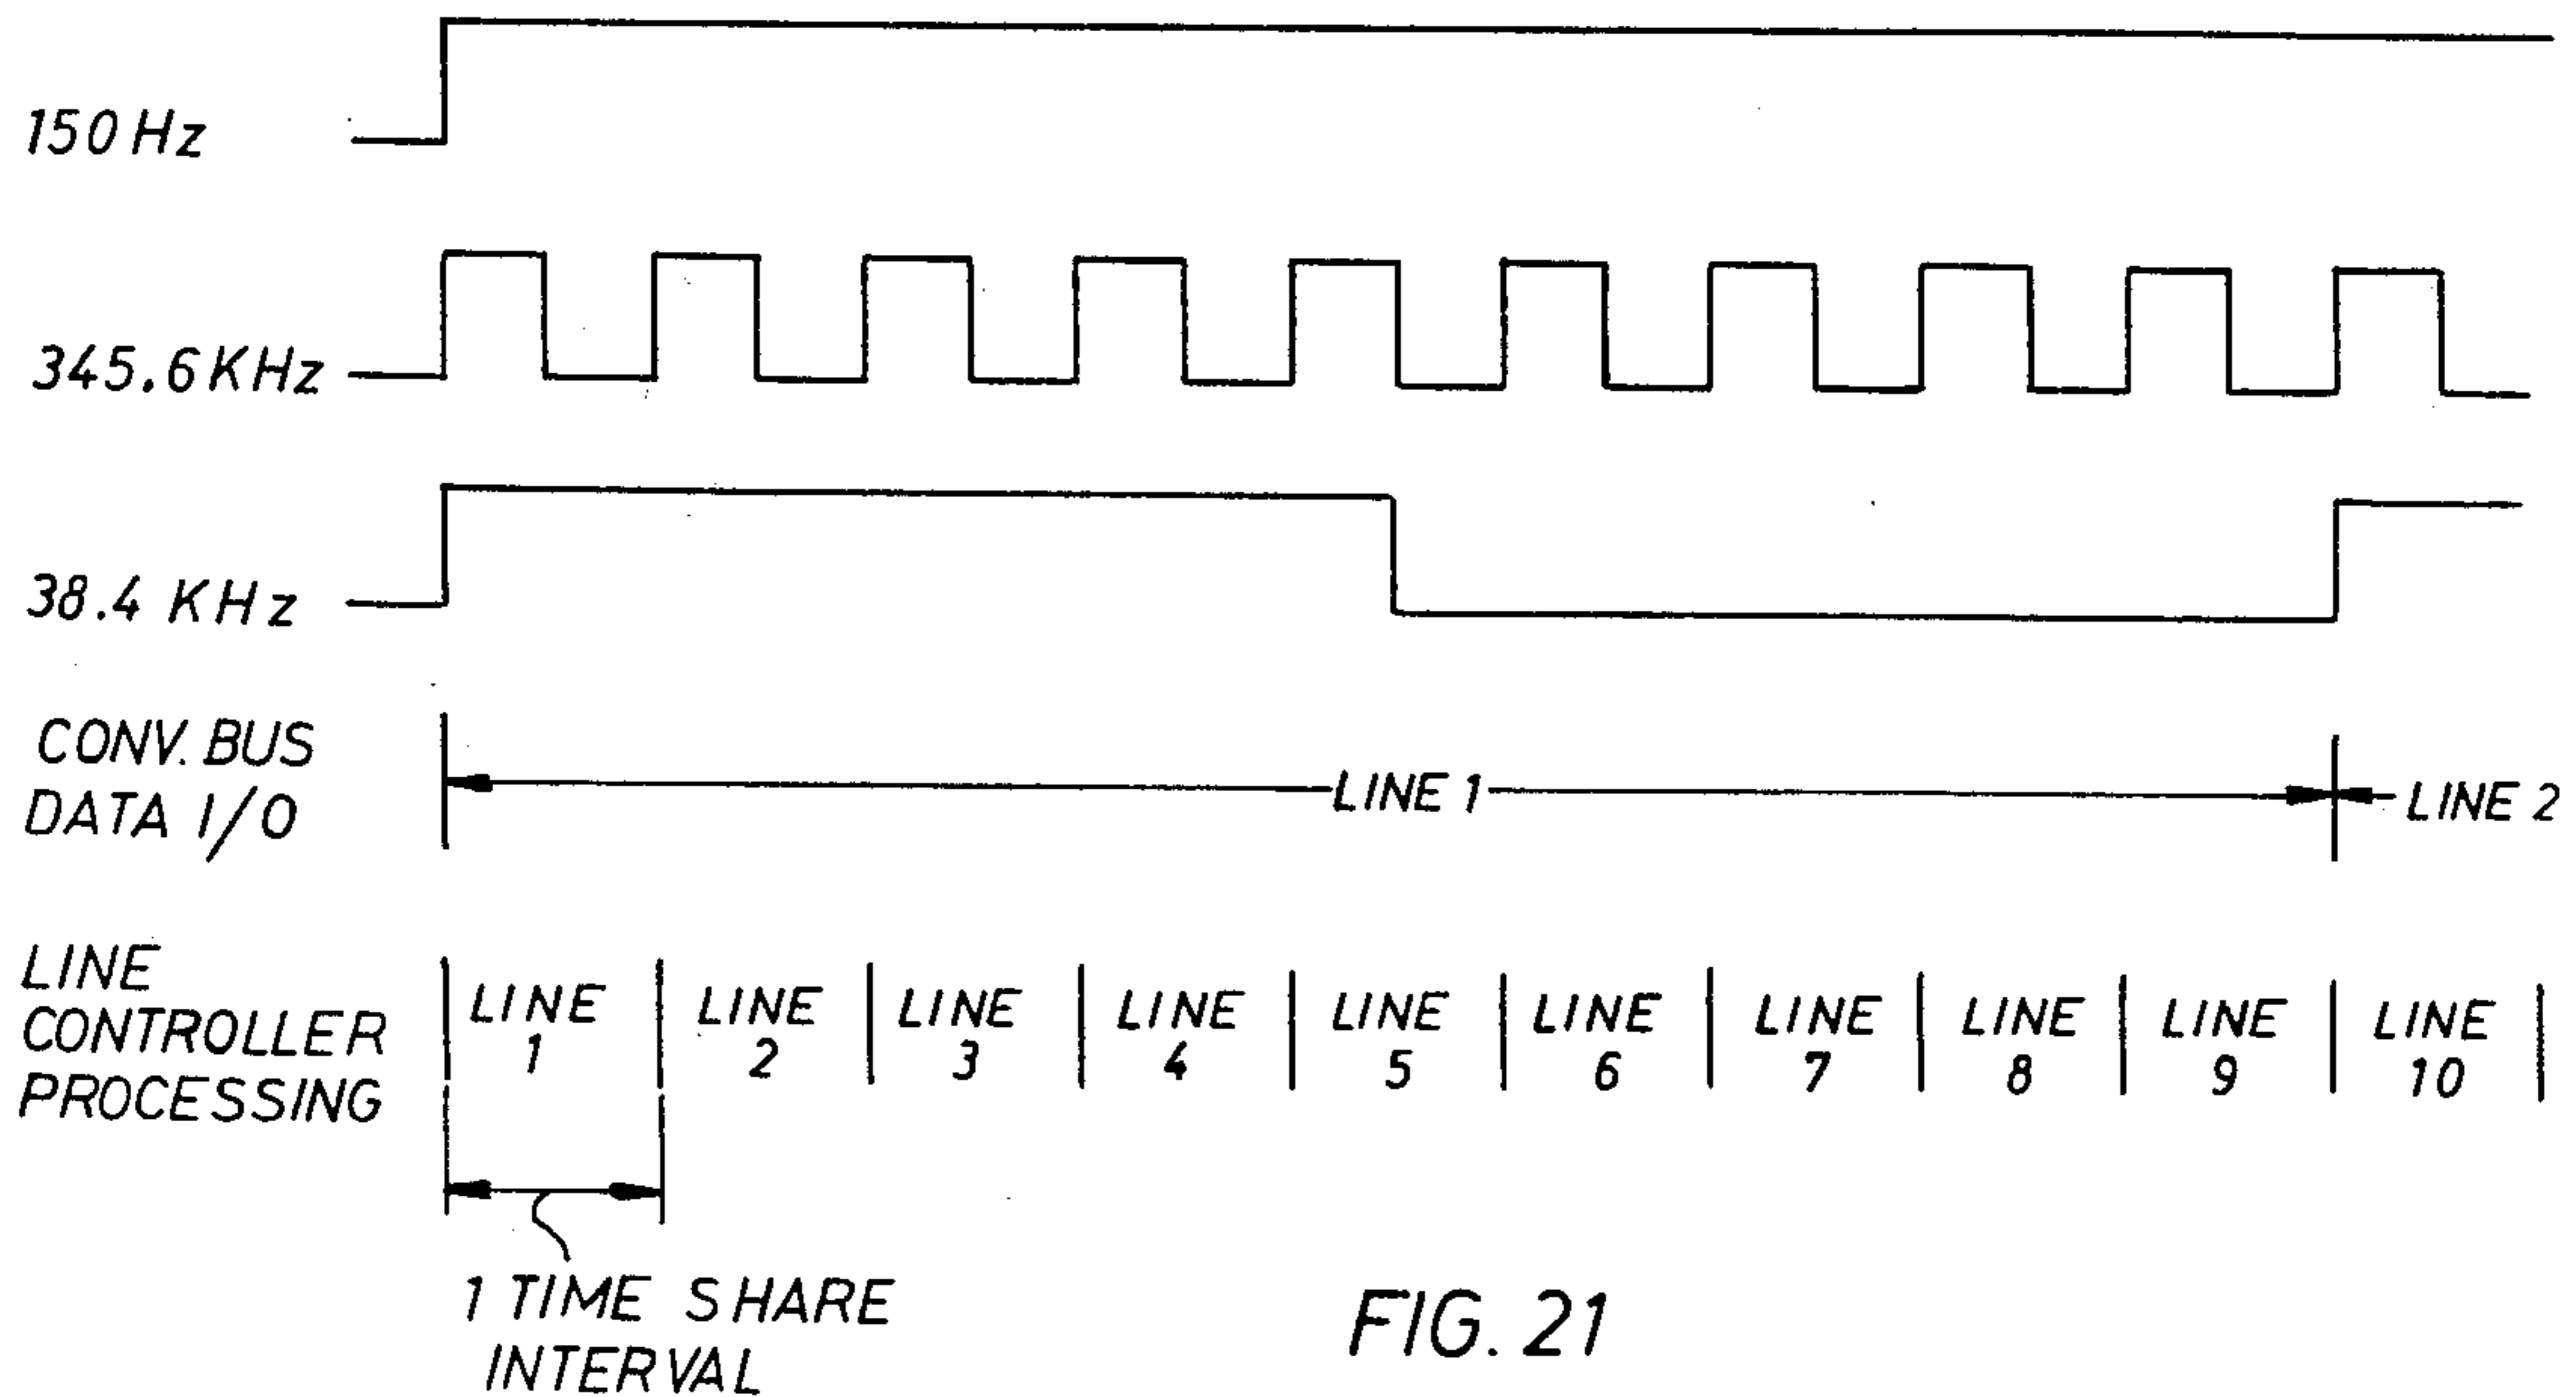 150 Hz
345.6 KHz
38.4 KHz
CONV. BUS
DATA I/O
LINE 1
LINE 2
LINE
CONTROLLER
PROCESSING
LINE
1
LINE
2
LINE
3
LINE
4
LINE
5
LINE
6
LINE
7
LINE
8
LINE
9
LINE
10
1 TIME SHARE
INTERVAL
FIG. 21